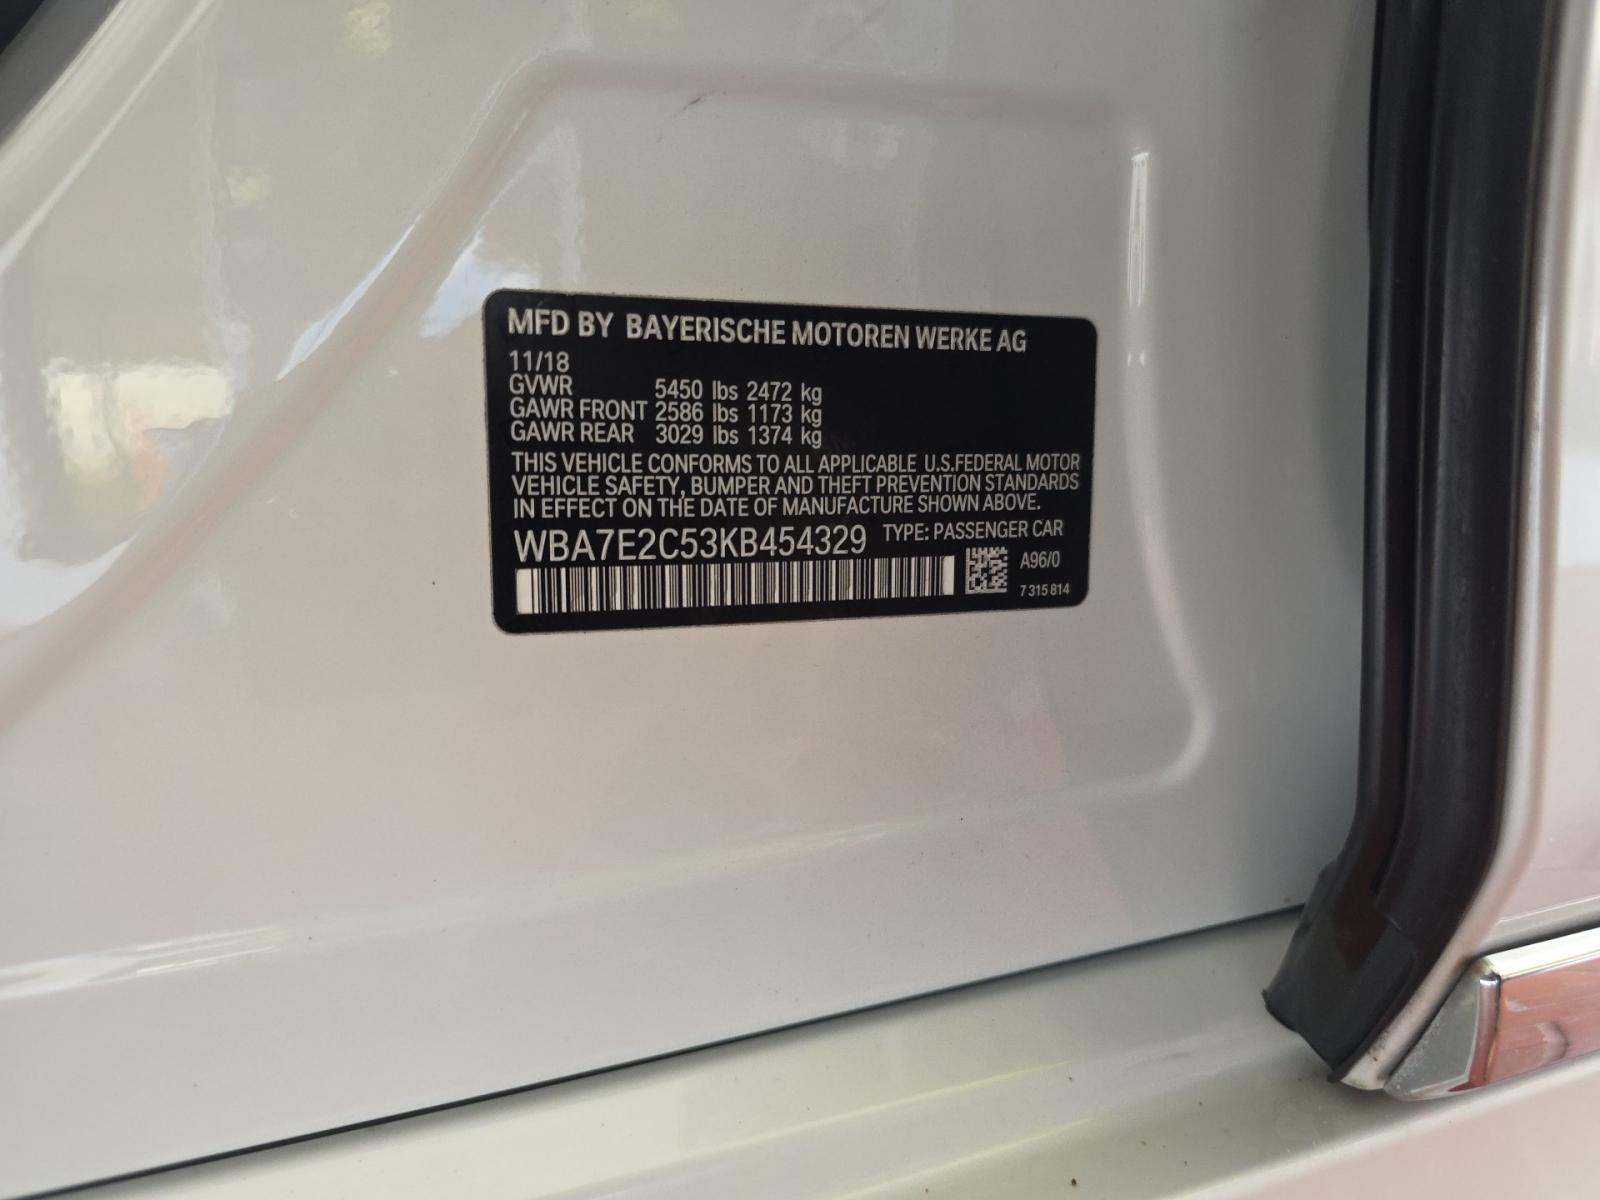 MFD BY BAYERISCHE MOTOREN WERKE AG
11/18
GVWR 5450 lbs 2472 kg
GAWR FRONT 2586 lbs 1173 kg
GAWR REAR 3029 lbs 1374 kg
THIS VEHICLE CONFORMS TO ALL APPLICABLE U.S.FEDERAL MOTOR
VEHICLE SAFETY, BUMPER AND THEFT PREVENTION STANDARDS
IN EFFECT ON THE DATE OF MANUFACTURE SHOWN ABOVE.
WBA7E2C53KB454329 TYPE: PASSENGER CAR
A96/0
7 315 814